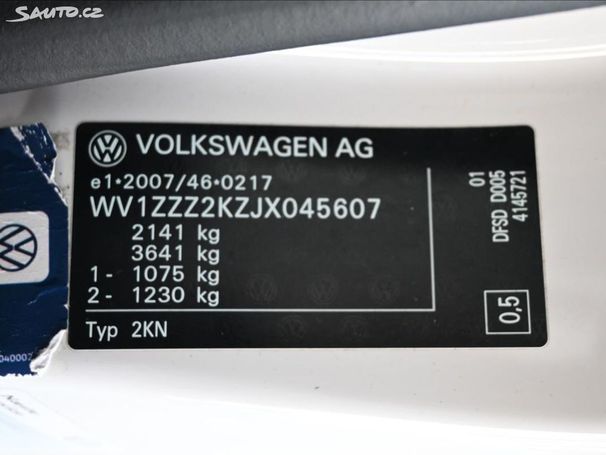 Sauto.cz
VOLKSWAGEN AG
e1*2007/46*0217
WV1ZZZ2KZJX045607
2141 kg
3641 kg
1- 1075 kg
2- 1230 kg
Typ 2KN
01
DFSD D005
4145721
0,5